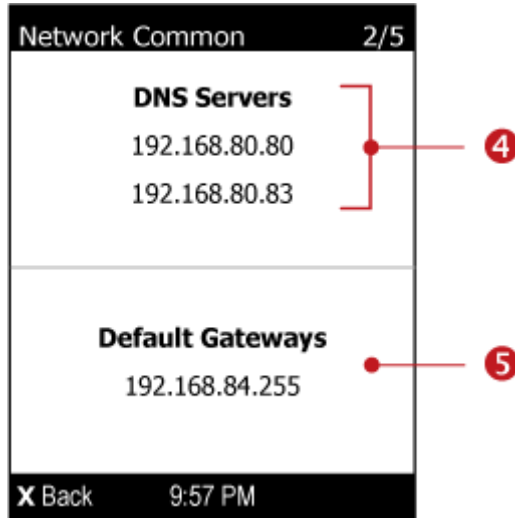 Network Common 2/5
DNS Servers
192.168.80.80
4
192.168.80.83
Default Gateways
5
192.168.84.255
X Back 9:57 PM